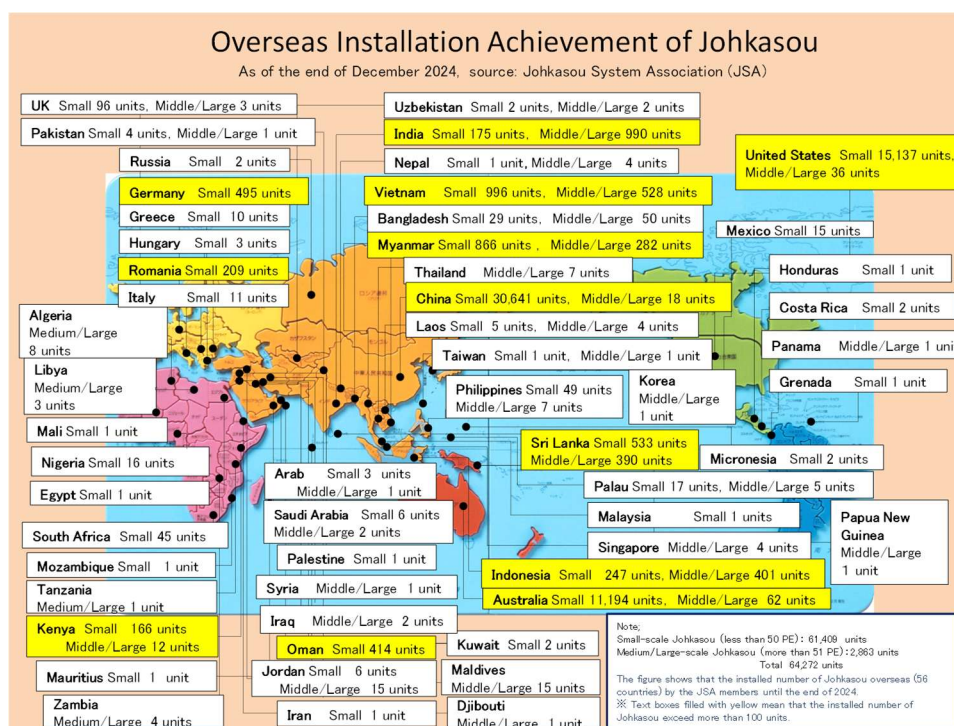 Overseas Installation Achievement of Johkasou
As of the end of December 2024, source: Johkasou System Association (JSA)
UK Small 96 units, Middle/Large 3 units
Pakistan Small 4 units, Middle/Large 1 unit
Russia Small 2 units
Germany Small 495 units
Greece Small 10 units
Hungary Small 3 units
Romania Small 209 units
Italy Small 11 units
Algeria
Medium/Large
8 units
Libya
Medium/Large
3 units
Mali Small 1 unit
Nigeria Small 16 units
Egypt Small 1 unit
South Africa Small 45 units
Mozambique Small 1 unit
Tanzania
Medium/Large 1 unit
Kenya Small 166 units
Middle/Large 12 units
Mauritius Small 1 unit
Zambia
Medium/Large 4 units
Uzbekistan Small 2 units, Middle/Large 2 units
India Small 175 units, Middle/Large 990 units
Nepal Small 1 unit, Middle/Large 4 units
Vietnam Small 996 units, Middle/Large 528 units
Bangladesh Small 29 units, Middle/Large 50 units
Myanmar Small 866 units , Middle/Large 282 units
Thailand Middle/Large 7 units
China Small 30,641 units, Middle/Large 18 units
Laos Small 5 units, Middle/Large 4 units
Taiwan Small 1 unit, Middle/Large 1 unit
Philippines Small 49 units
Middle/Large 7 units
Korea
Middle/Large
1 unit
United States Small 15,137 units,
Middle/Large 36 units
Mexico Small 15 units
Honduras Small 1 unit
Costa Rica Small 2 units
Panama Middle/Large 1 unit
Grenada Small 1 unit
Sri Lanka Small 533 units
Middle/Large 390 units
Micronesia Small 2 units
Palau Small 17 units, Middle/Large 5 units
Malaysia Small 1 units
Singapore Middle/Large 4 units
Papua New
Guinea
Middle/Large
1 unit
Indonesia Small 247 units, Middle/Large 401 units
Australia Small 11,194 units, Middle/Large 62 units
Arab Small 3 units
Middle/Large 1 unit
Saudi Arabia Small 6 units
Middle/Large 2 units
Palestine Small 1 unit
Syria Middle/Large 1 unit
Iraq Middle/Large 2 units
Oman Small 414 units
Kuwait Small 2 units
Jordan Small 6 units
Middle/Large 15 units
Maldives
Middle/Large 15 units
Iran Small 1 unit
Djibouti
Middle/Large 1 unit
Note;
Small-scale Johkasou (less than 50 PE): 61,409 units
Medium/Large-scale Johkasou (more than 51 PE):2,863 units
Total 64,272 units
The figure shows that the installed number of Johkasou overseas (56
countries) by the JSA members until the end of 2024.
※ Text boxes filled with yellow mean that the installed number of
Johkasou exceed more than 100 units.